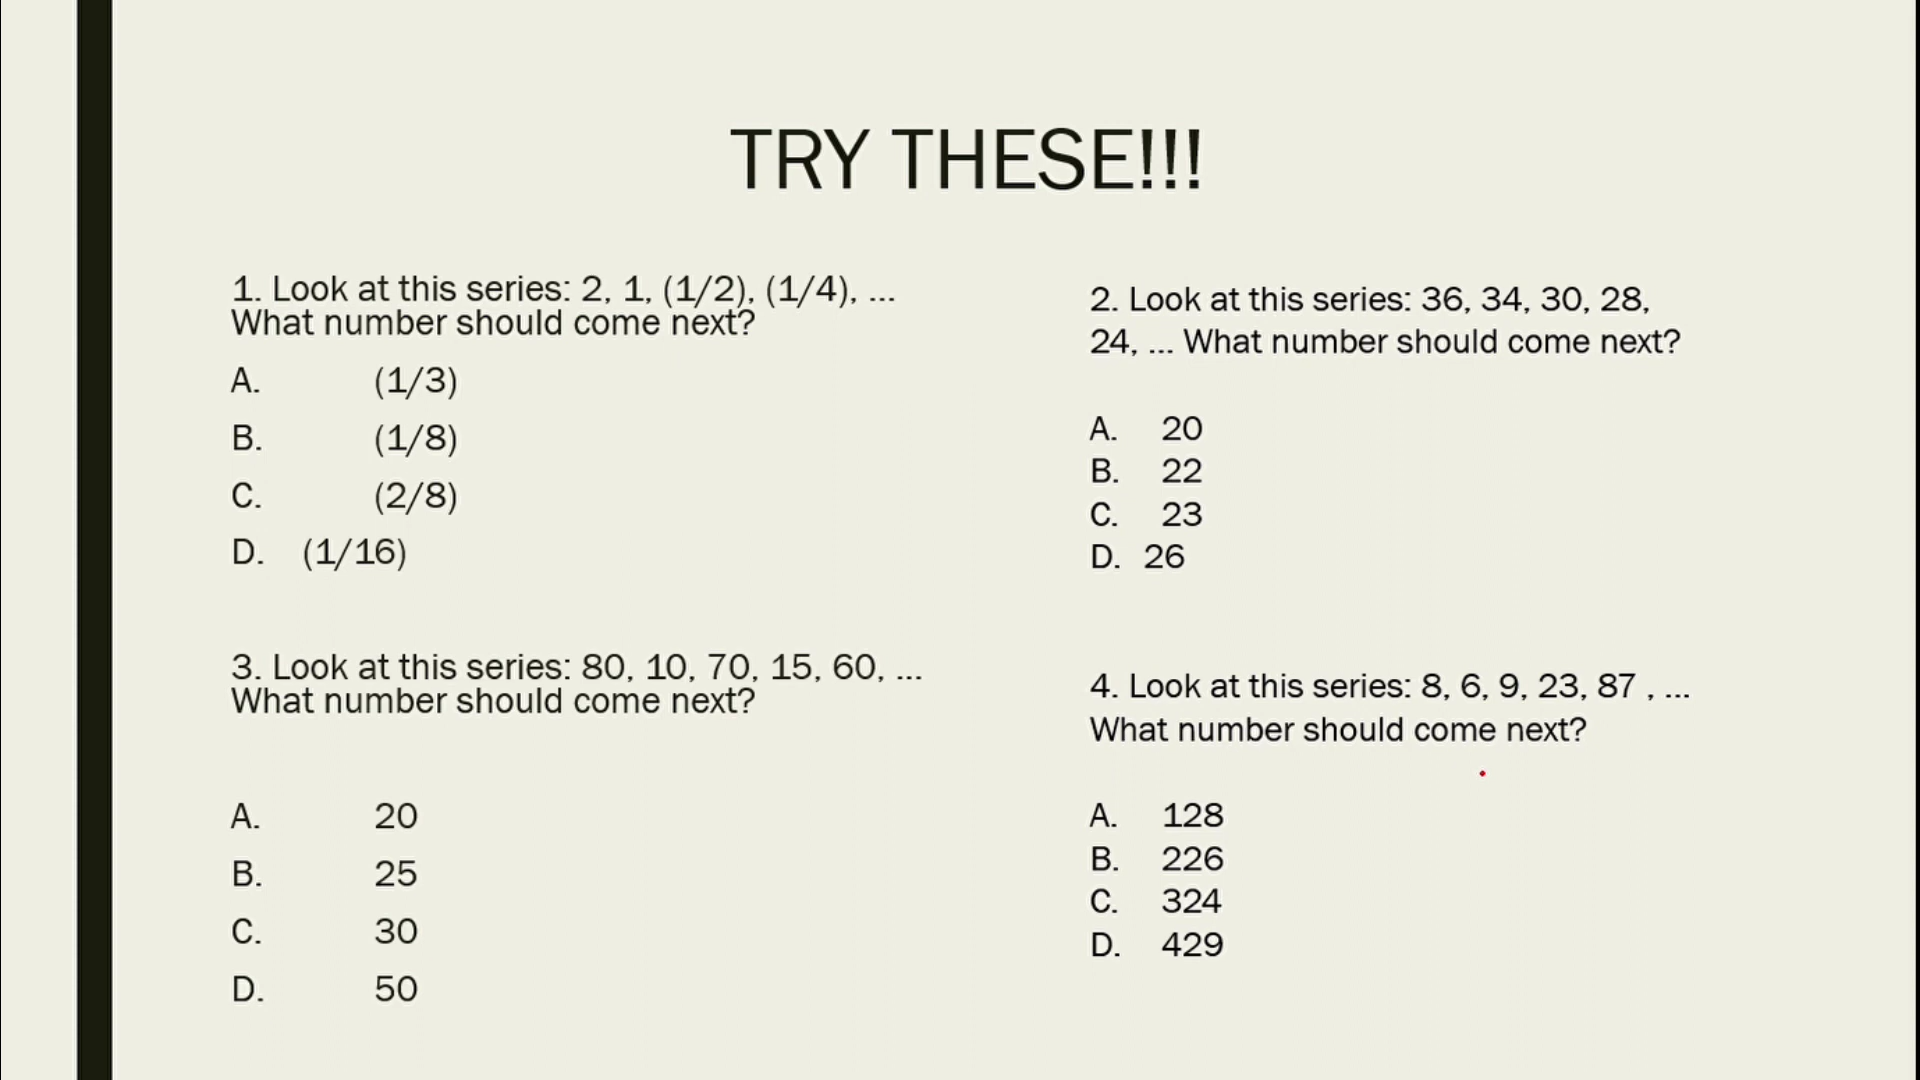 TRY THESE!!!
1. Look at this series: 2, 1, (1/2), (1/4), ...
What number should come next?
A. (1/3)
B. (1/8)
C. (2/8)
D. (1/16)
2. Look at this series: 36, 34, 30, 28,
24, ... What number should come next?
A. 20
B. 22
C. 23
D. 26
3. Look at this series: 80, 10, 70, 15, 60, ...
What number should come next?
A. 20
B. 25
C. 30
D. 50
4. Look at this series: 8, 6, 9, 23, 87 , ...
What number should come next?
A. 128
B. 226
C. 324
D. 429